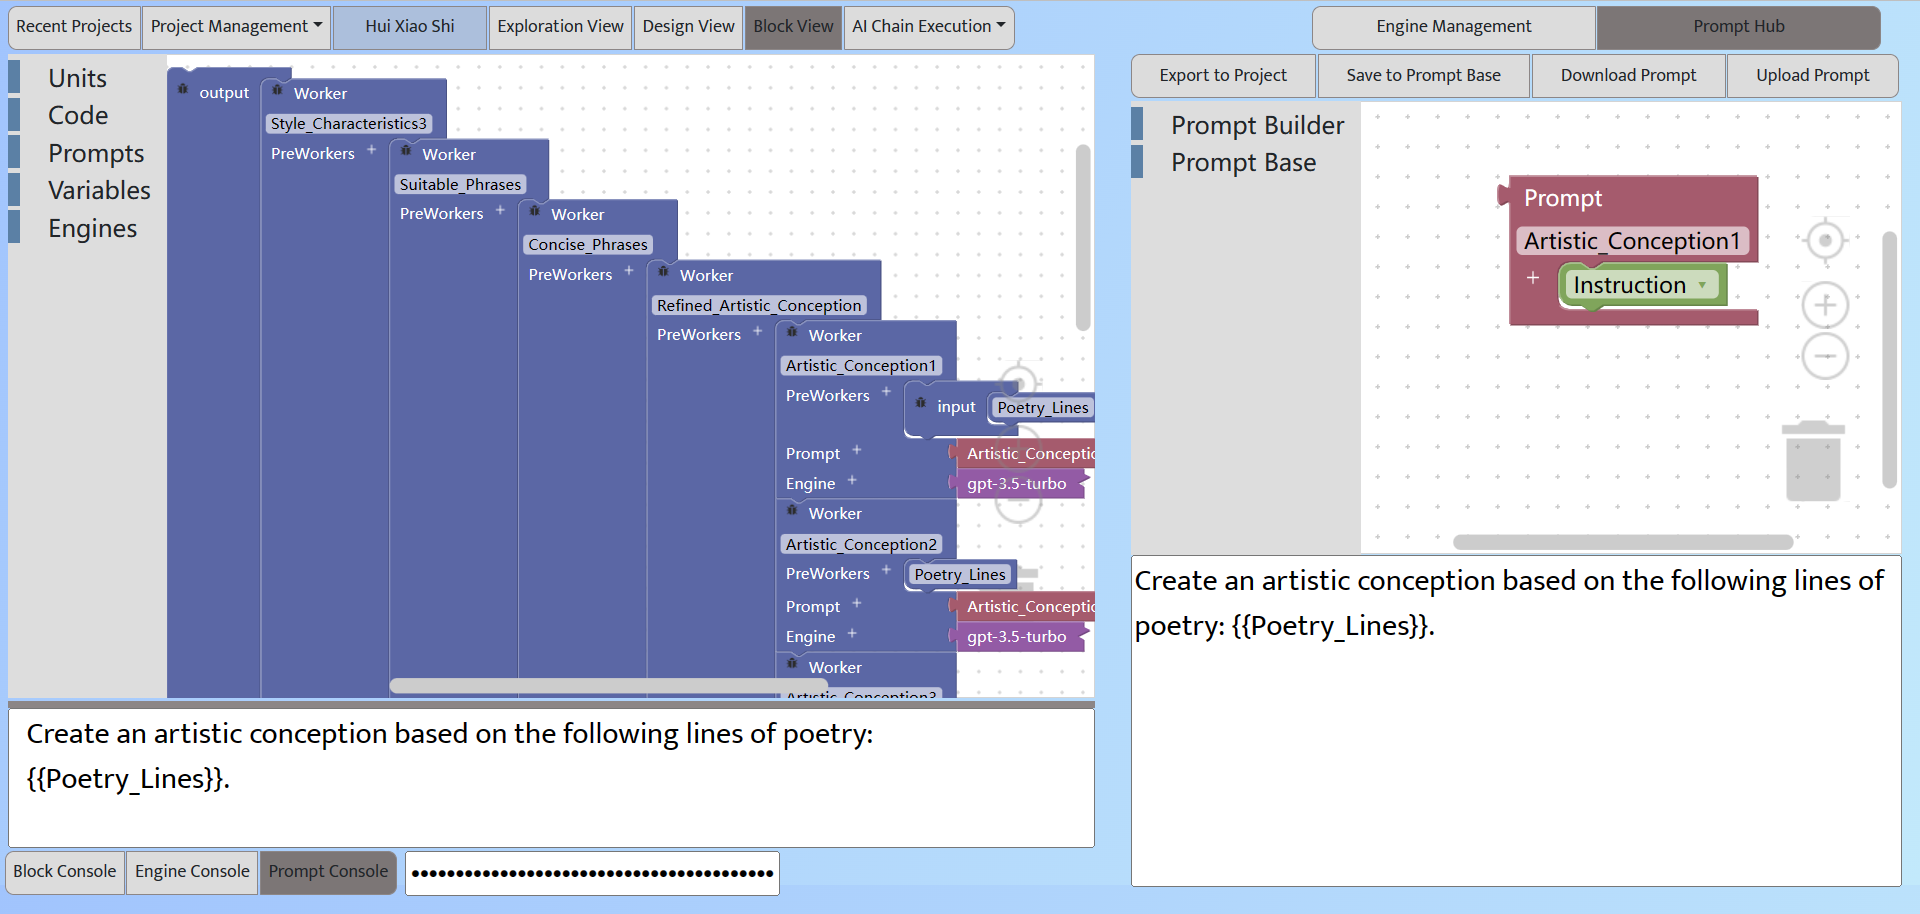 Recent Projects
Project Management
Hui Xiao Shi
Exploration View
Design View
Block View
AI Chain Execution
Engine Management
Prompt Hub
Units
Code
Prompts
Variables
Engines
output
Worker
Style_Characteristics3
PreWorkers +
Worker
Suitable_Phrases
PreWorkers +
Worker
Concise_Phrases
PreWorkers +
Worker
Refined_Artistic_Conception
PreWorkers +
Worker
Artistic_Conception1
PreWorkers +
input Poetry_Lines
Prompt + Artistic_Conceptio
Engine + gpt-3.5-turbo
Worker
Artistic_Conception2
PreWorkers + Poetry_Lines
Prompt + Artistic_Conceptio
Engine + gpt-3.5-turbo
Worker
Artistic_Conception3
Create an artistic conception based on the following lines of poetry:
{{Poetry_Lines}}.
Block Console
Engine Console
Prompt Console
Export to Project
Save to Prompt Base
Download Prompt
Upload Prompt
Prompt Builder
Prompt Base
Prompt
Artistic_Conception1
+ Instruction
Create an artistic conception based on the following lines of
poetry: {{Poetry_Lines}}.